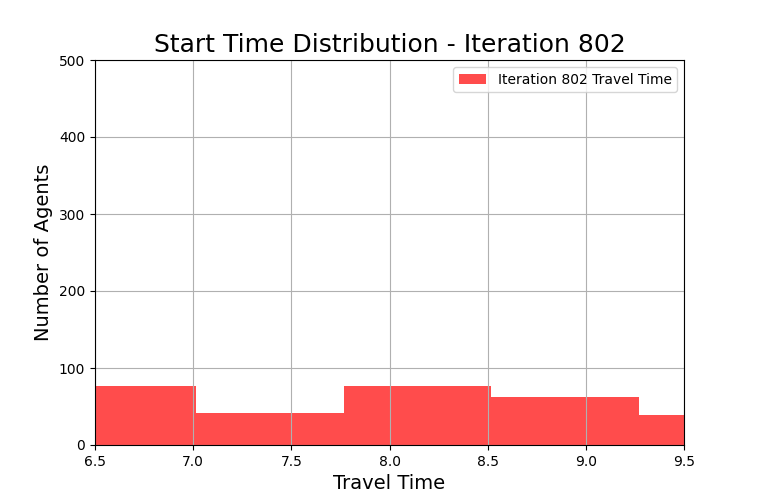 Start Time Distribution - Iteration 802
500
Iteration 802 Travel Time
400
300
200
100
0
Number of Agents
6.5 7.0 7.5 8.0 8.5 9.0 9.5
Travel Time